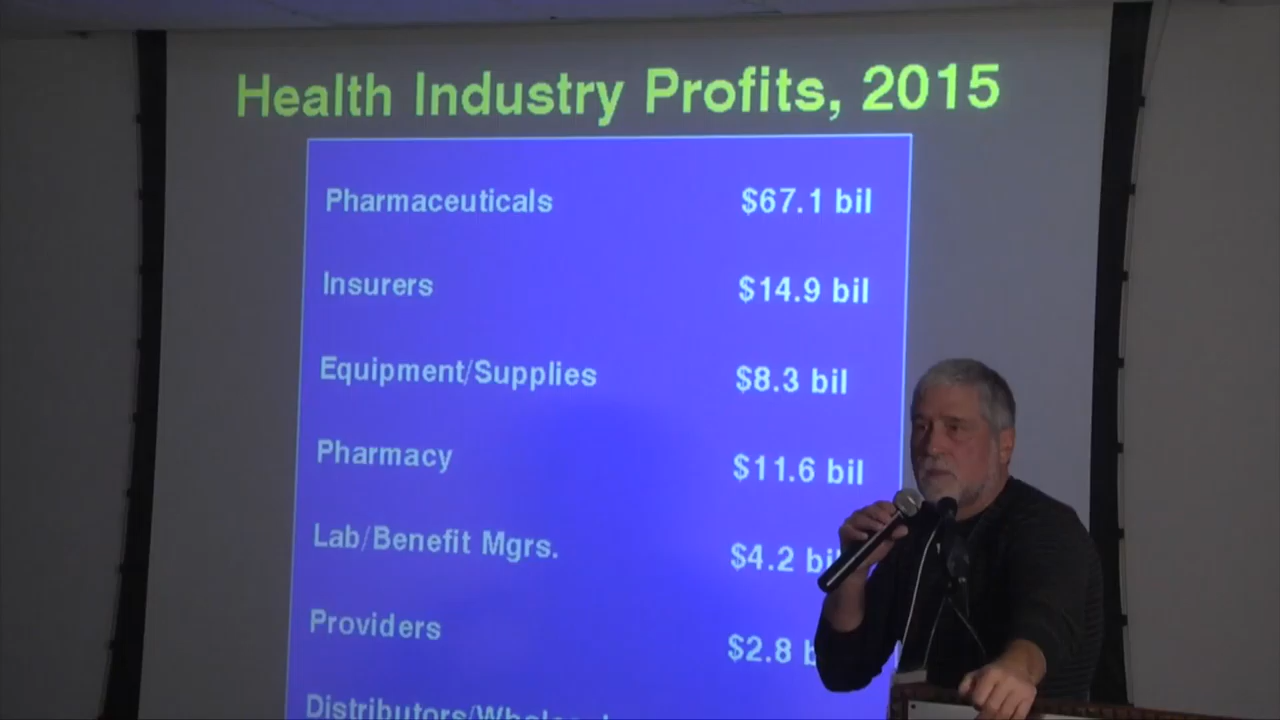 Health Industry Profits, 2015
Pharmaceuticals $67.1 bil
Insurers $14.9 bil
Equipment/Supplies $8.3 bil
Pharmacy $11.6 bil
Lab/Benefit Mgrs. $4.2 bil
Providers $2.8 b